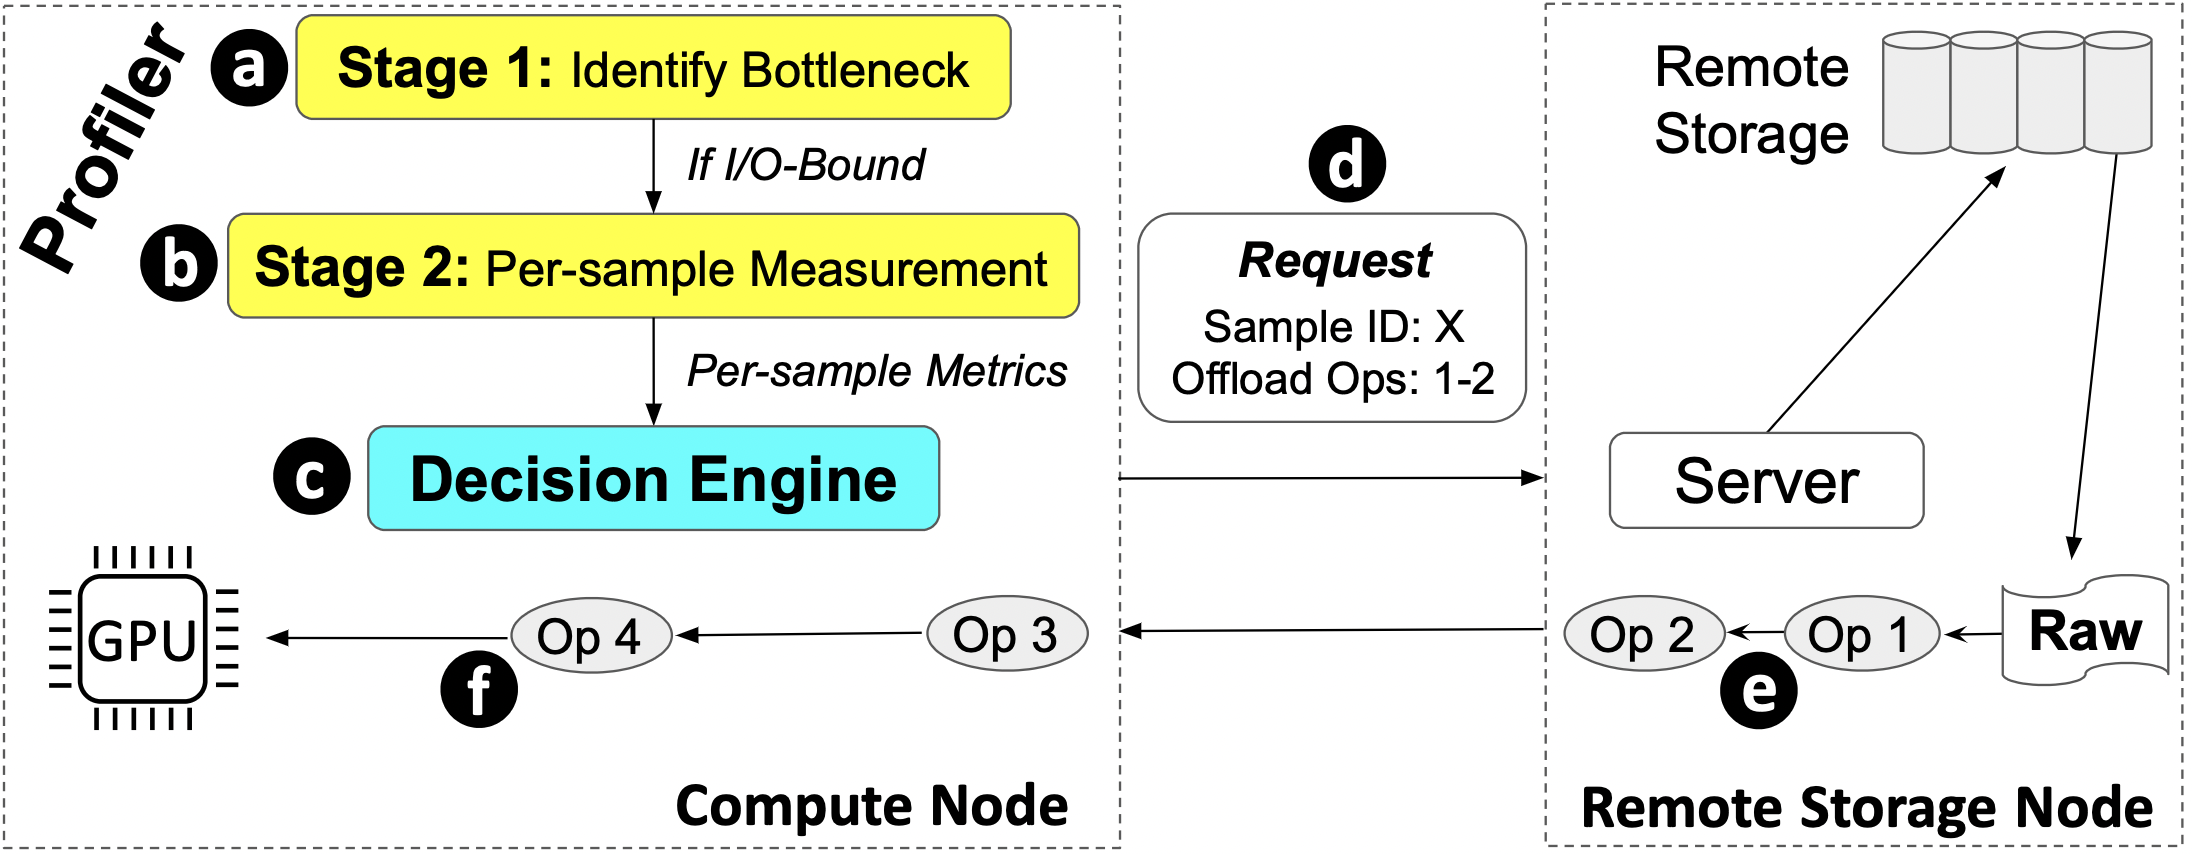 Profiler
a
Stage 1: Identify Bottleneck
If I/O-Bound
b
Stage 2: Per-sample Measurement
Per-sample Metrics
c
Decision Engine
d
Request
Sample ID: X
Offload Ops: 1-2
Remote
Storage
Server
Raw
Op 1
e
Op 2
Op 3
Op 4
f
GPU
Compute Node
Remote Storage Node